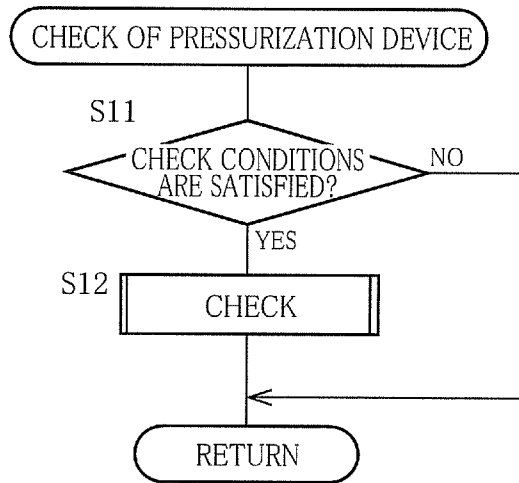 CHECK OF PRESSURIZATION DEVICE
S11
CHECK CONDITIONS
ARE SATISFIED?
NO
YES
S12
CHECK
RETURN